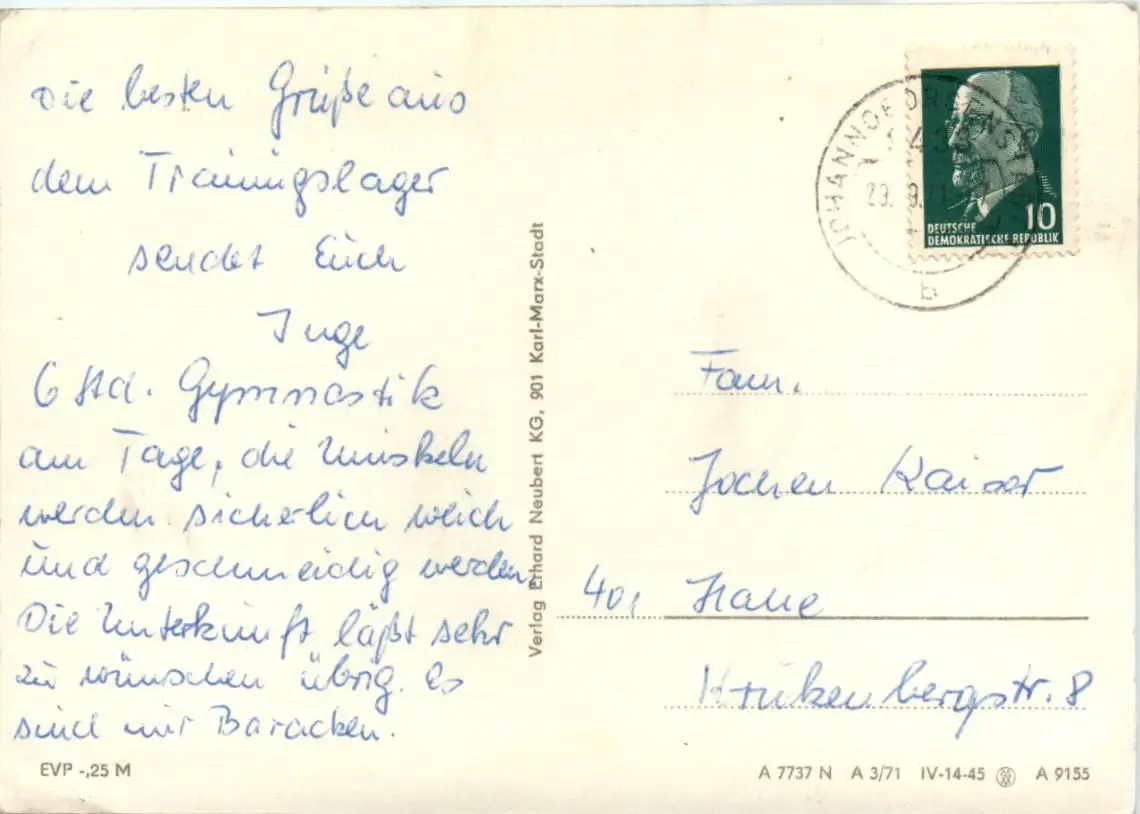 Die besten Grüße aus
dem Trainingslager
sendet Euch
Inge
6 Std. Gymnastik
am Tage, die Muskeln
werden sicherlich weich
und geschmeidig werden.
Die Unterkunft läßt sehr
zu wünschen übrig. Es
sind nur Baracken.
EVP -,25 M
Verlag Erhard Neubert KG, 901 Karl-Marx-Stadt
10
DEUTSCHE
DEMOKRATISCHE REPUBLIK
b
Fam.
Jochen Kaiser
401 Halle
Krukenbergstr. 8
A 7737 N A 3/71 IV-14-45 A 9155